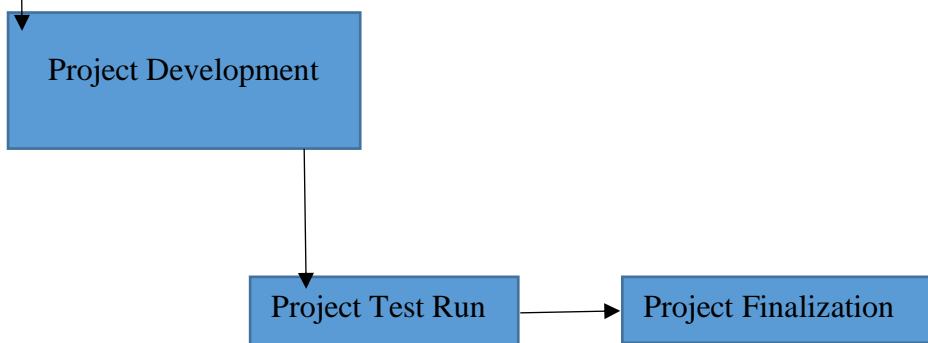 Project Development
Project Test Run
Project Finalization